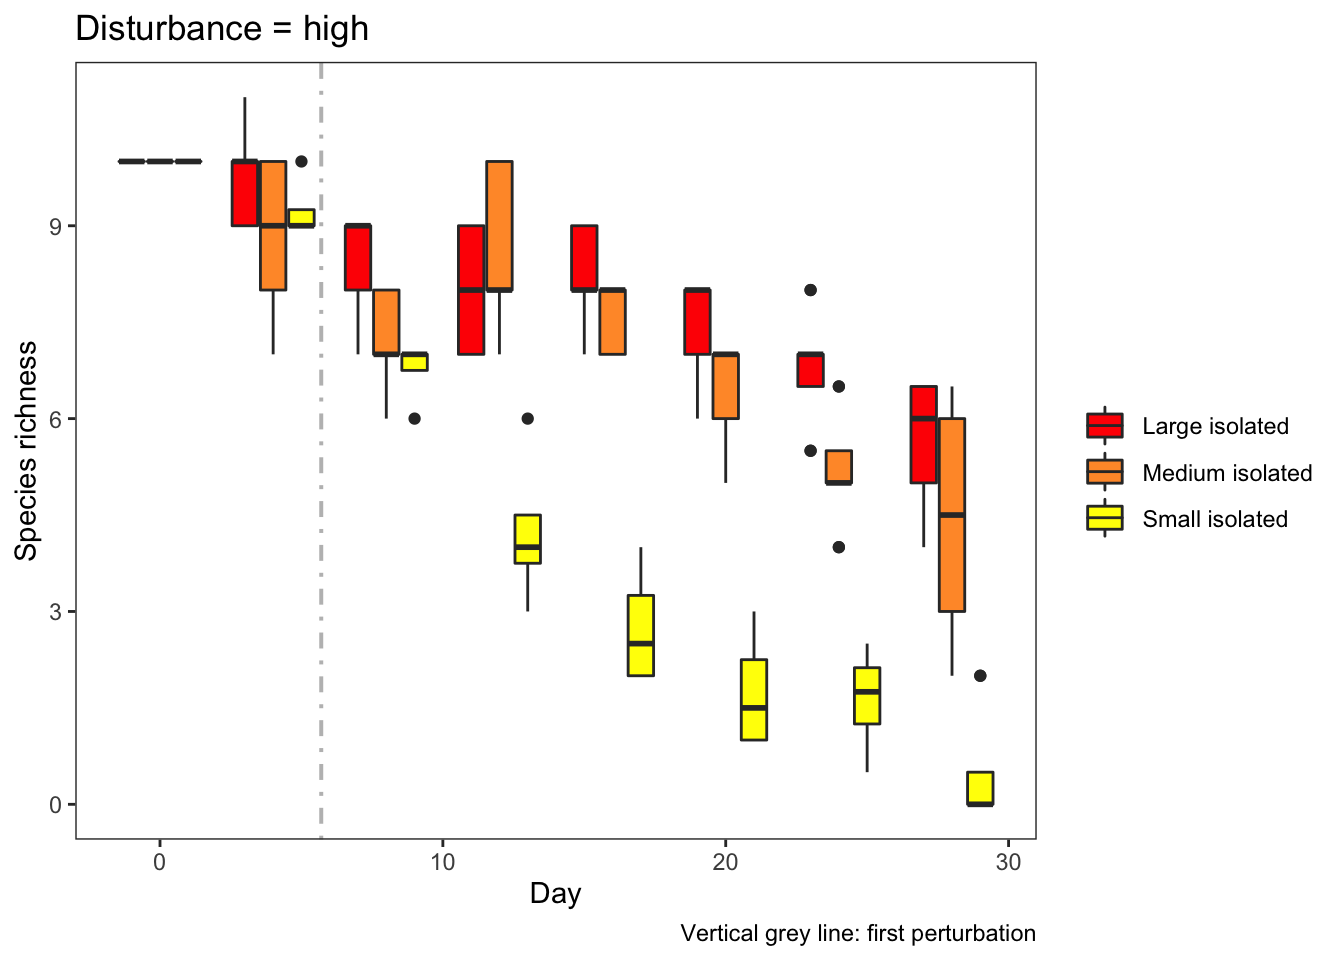 Disturbance = high
Species richness
9
6
3
0
0
10
20
30
Day
Large isolated
Medium isolated
Small isolated
Vertical grey line: first perturbation